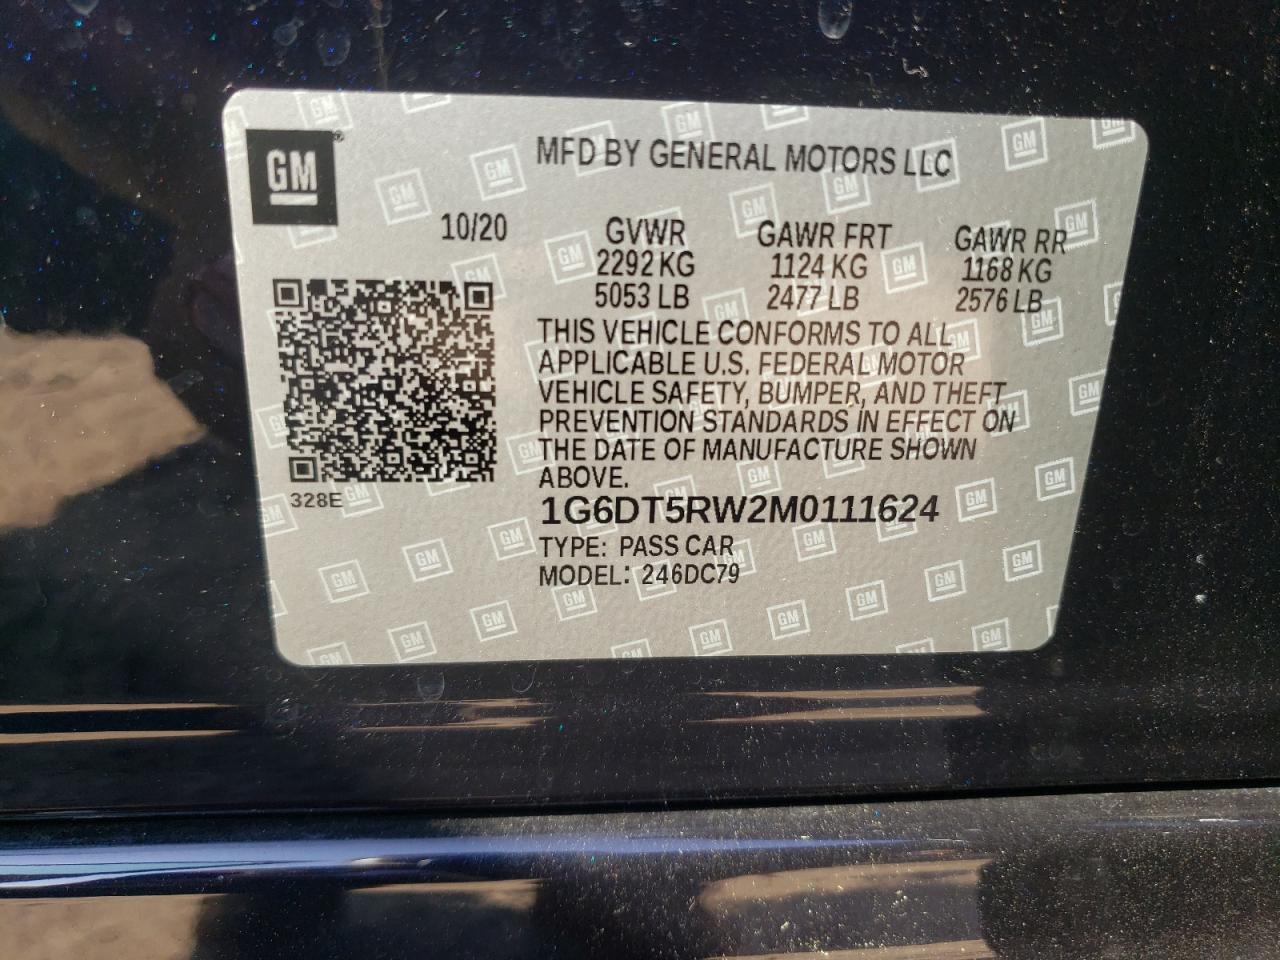 GM
MFD BY GENERAL MOTORS LLC
10/20
GVWR GAWR FRT GAWR RR
2292 KG 1124 KG 1168 KG
5053 LB 2477 LB 2576 LB
THIS VEHICLE CONFORMS TO ALL
APPLICABLE U.S. FEDERAL MOTOR
VEHICLE SAFETY, BUMPER, AND THEFT
PREVENTION STANDARDS IN EFFECT ON
THE DATE OF MANUFACTURE SHOWN
ABOVE.
328E
1G6DT5RW2M0111624
TYPE: PASS CAR
MODEL: 246DC79